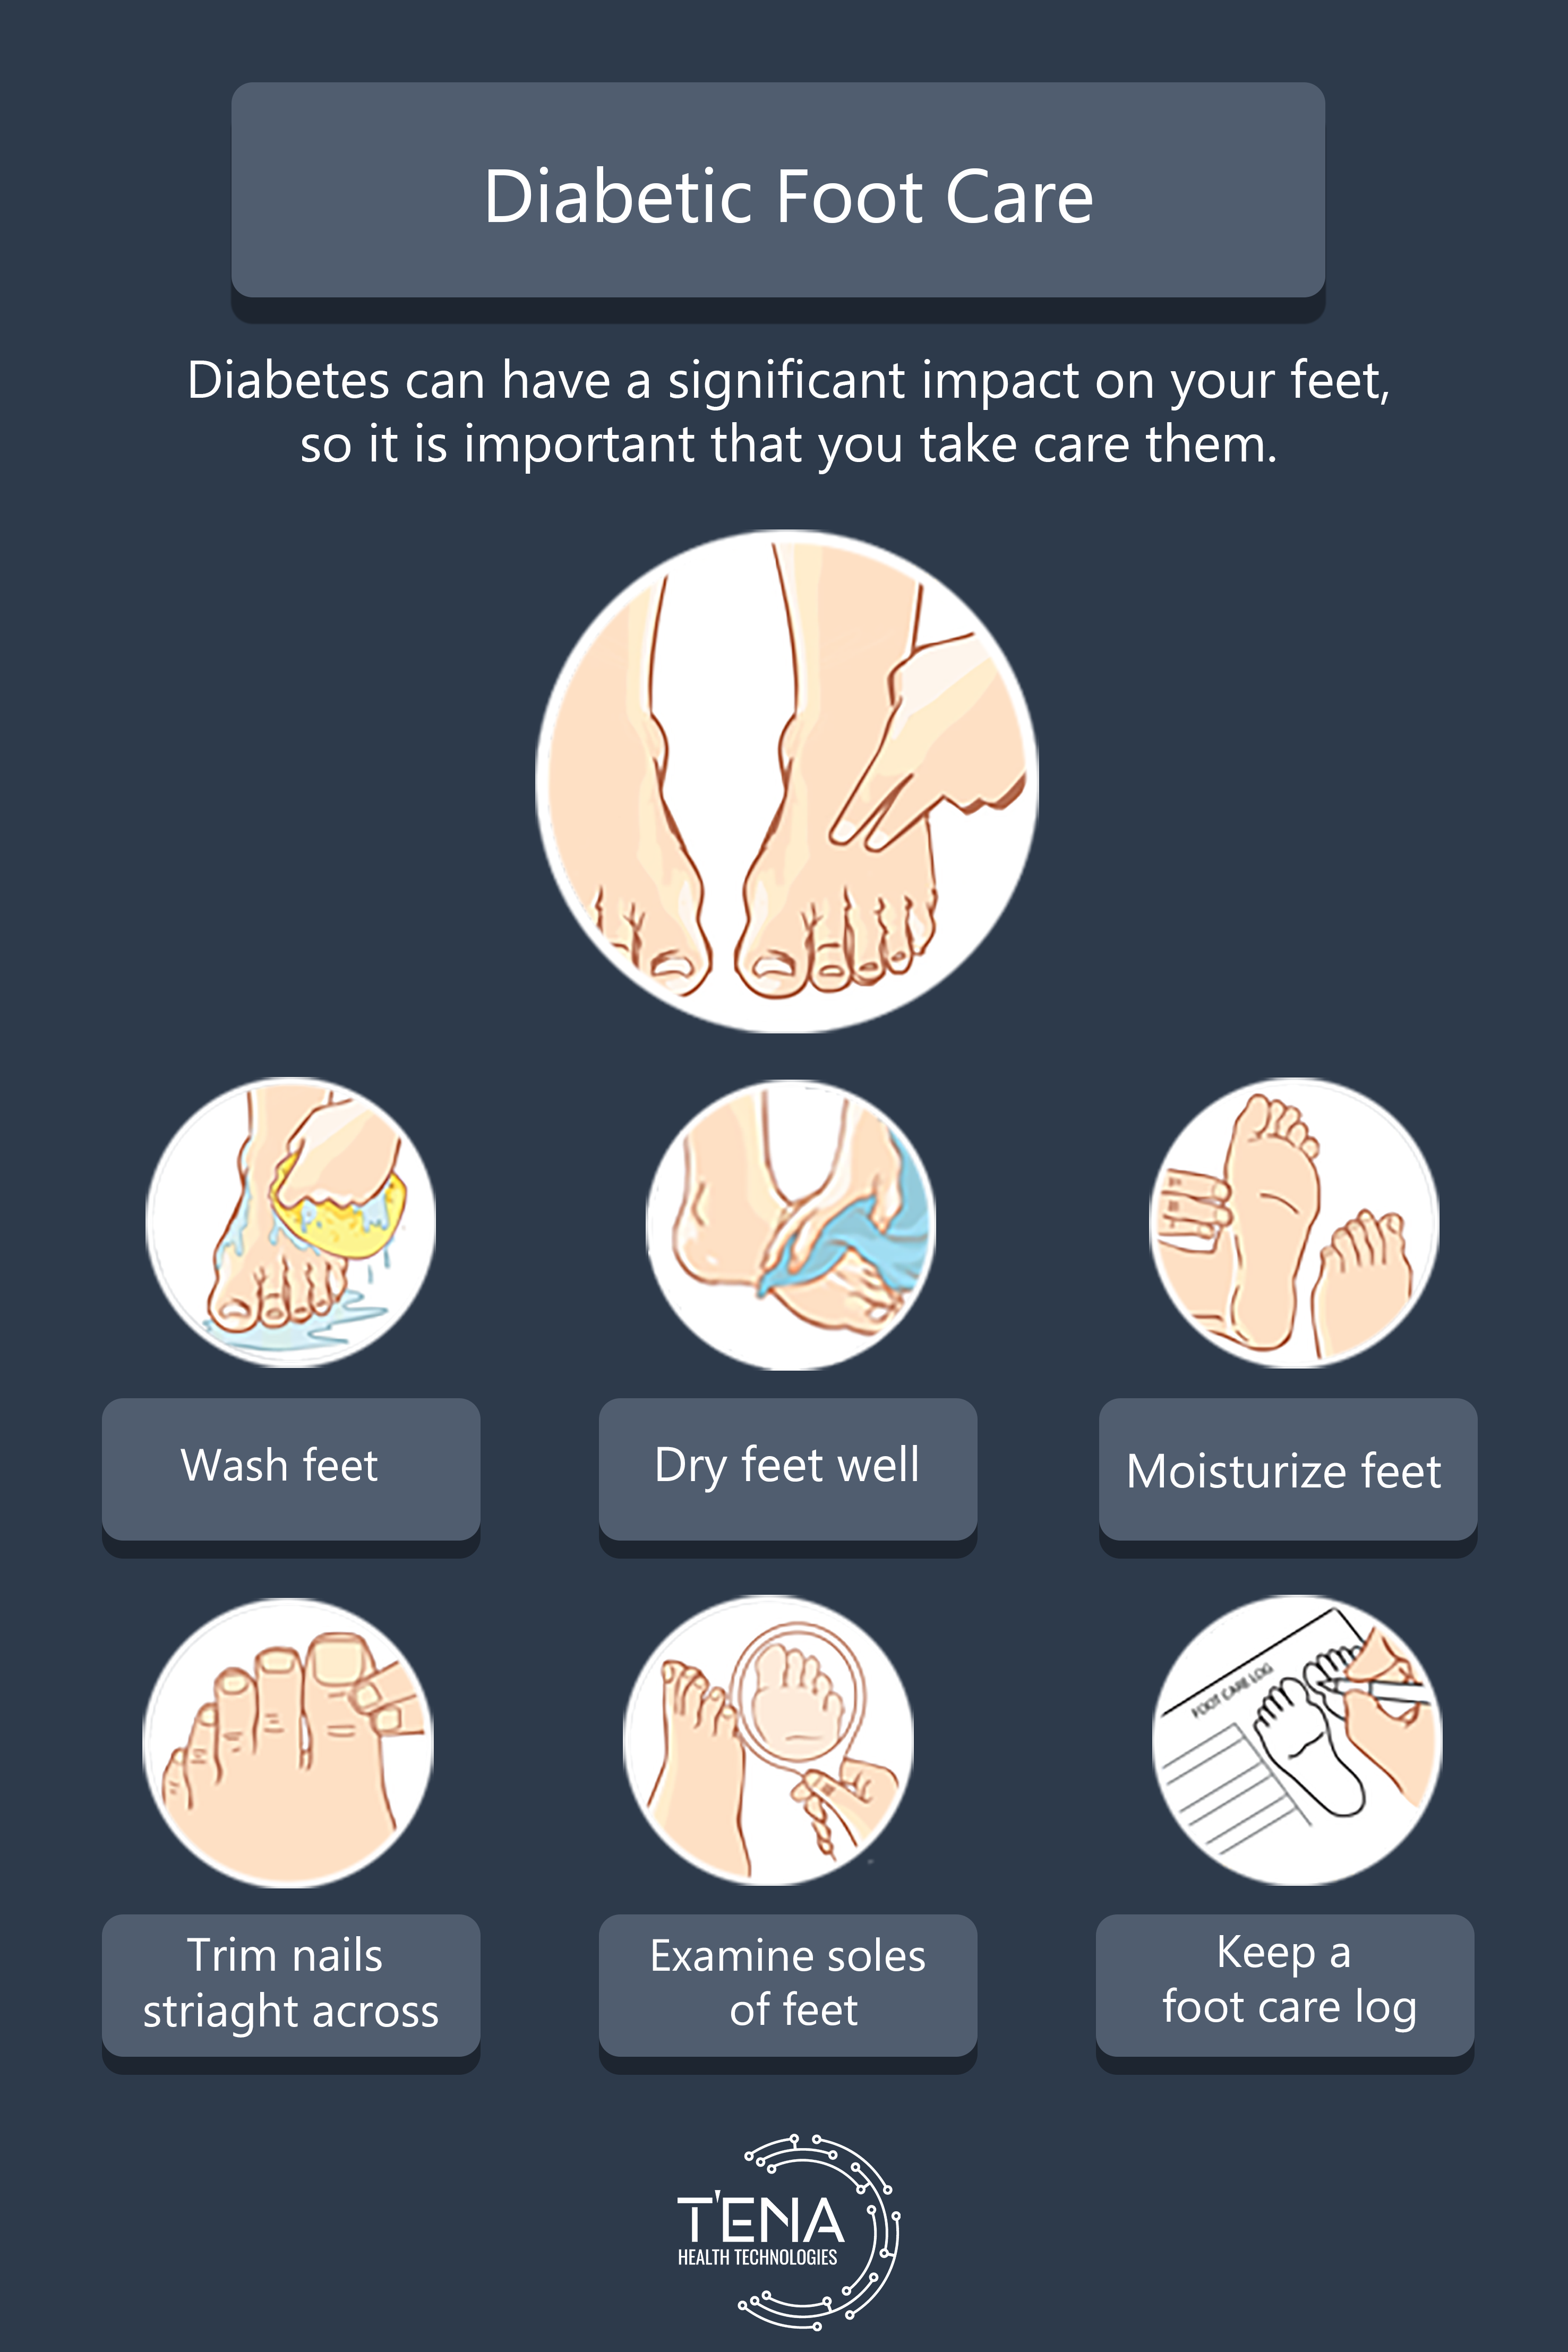 Diabetic Foot Care
Diabetes can have a significant impact on your feet,
so it is important that you take care them.
Wash feet
Dry feet well
Moisturize feet
FOOT CARE LOG
Trim nails
striaght across
Examine soles
of feet
Keep a
foot care log
T'ENA
HEALTH TECHNOLOGIES